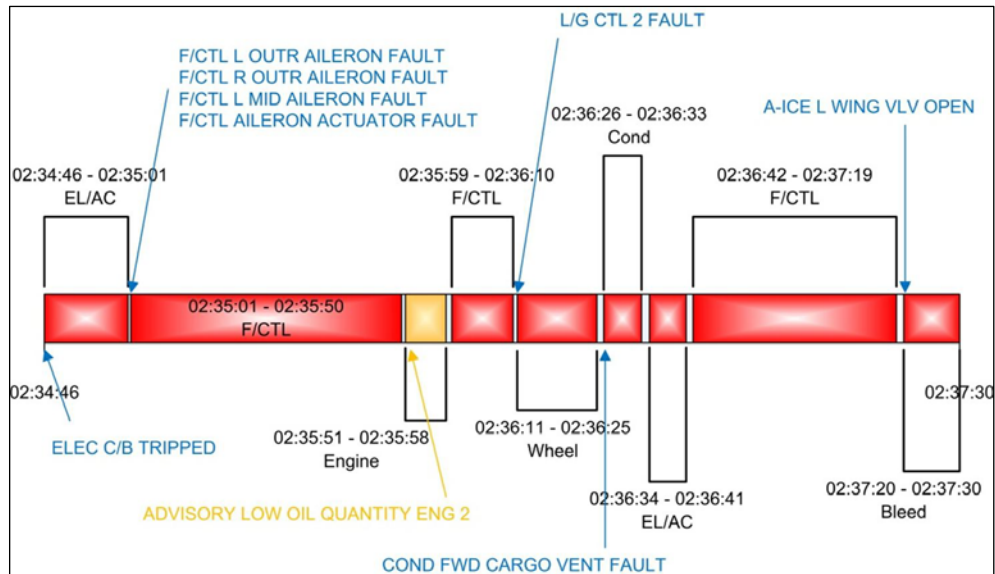 L/G CTL 2 FAULT
F/CTL L OUTR AILERON FAULT
F/CTL R OUTR AILERON FAULT
F/CTL L MID AILERON FAULT
F/CTL AILERON ACTUATOR FAULT
02:36:26 - 02:36:33
Cond
A-ICE L WING VLV OPEN
02:34:46 - 02:35:01
EL/AC
02:35:59 - 02:36:10
F/CTL
02:36:42 - 02:37:19
F/CTL
02:35:01 - 02:35:50
F/CTL
02:34:46
02:37:30
ELEC C/B TRIPPED
02:35:51 - 02:35:58
Engine
02:36:11 - 02:36:25
Wheel
02:36:34 - 02:36:41
EL/AC
02:37:20 - 02:37:30
Bleed
ADVISORY LOW OIL QUANTITY ENG 2
COND FWD CARGO VENT FAULT